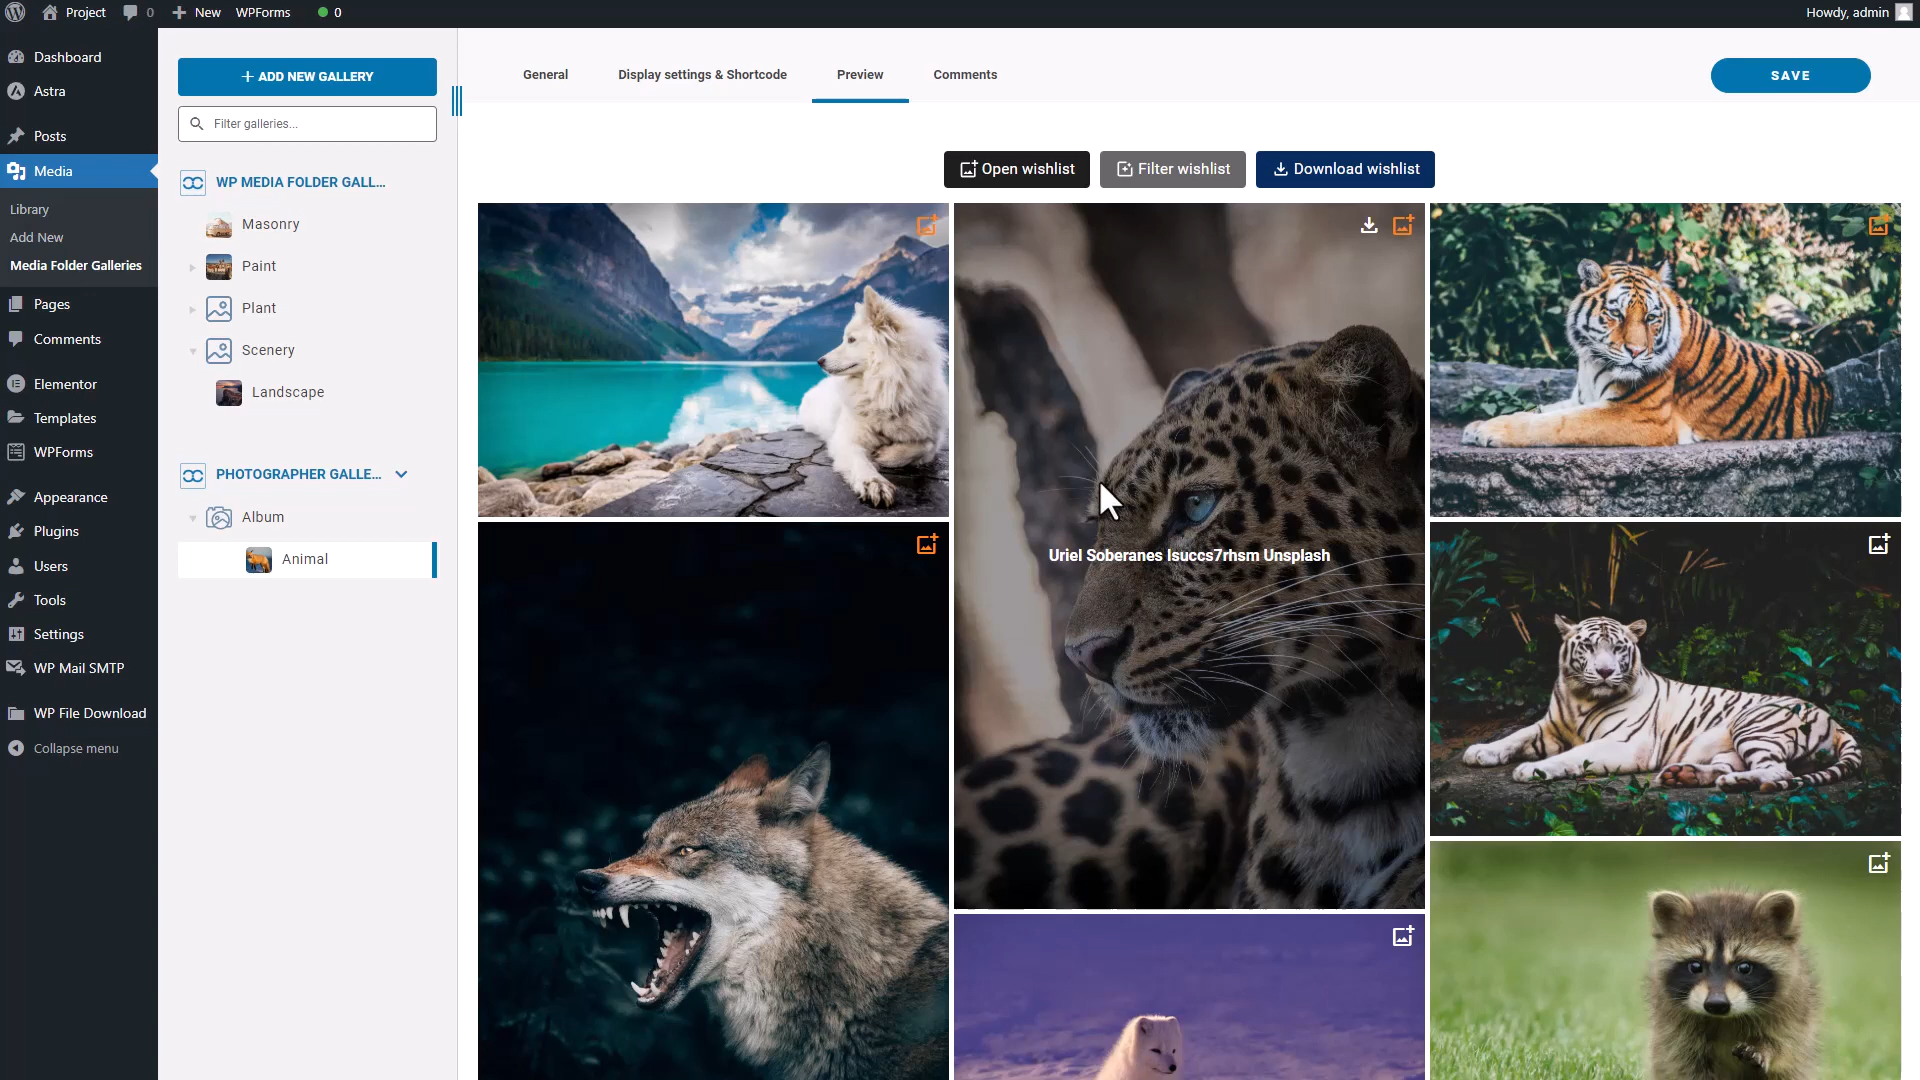 Project
0
New
WPForms
0
Howdy, admin
Dashboard
Astra
Posts
Media
Library
Add New
Media Folder Galleries
Pages
Comments
Elementor
Templates
WPForms
Appearance
Plugins
Users
Tools
Settings
WP Mail SMTP
WP File Download
Collapse menu
ADD NEW GALLERY
Filter galleries...
WP MEDIA FOLDER GALL...
Masonry
Paint
Plant
Scenery
Landscape
PHOTOGRAPHER GALLE...
Album
Animal
General
Display settings & Shortcode
Preview
Comments
SAVE
Open wishlist
Filter wishlist
Download wishlist
Uriel Soberanes Isuccs7rhsm Unsplash